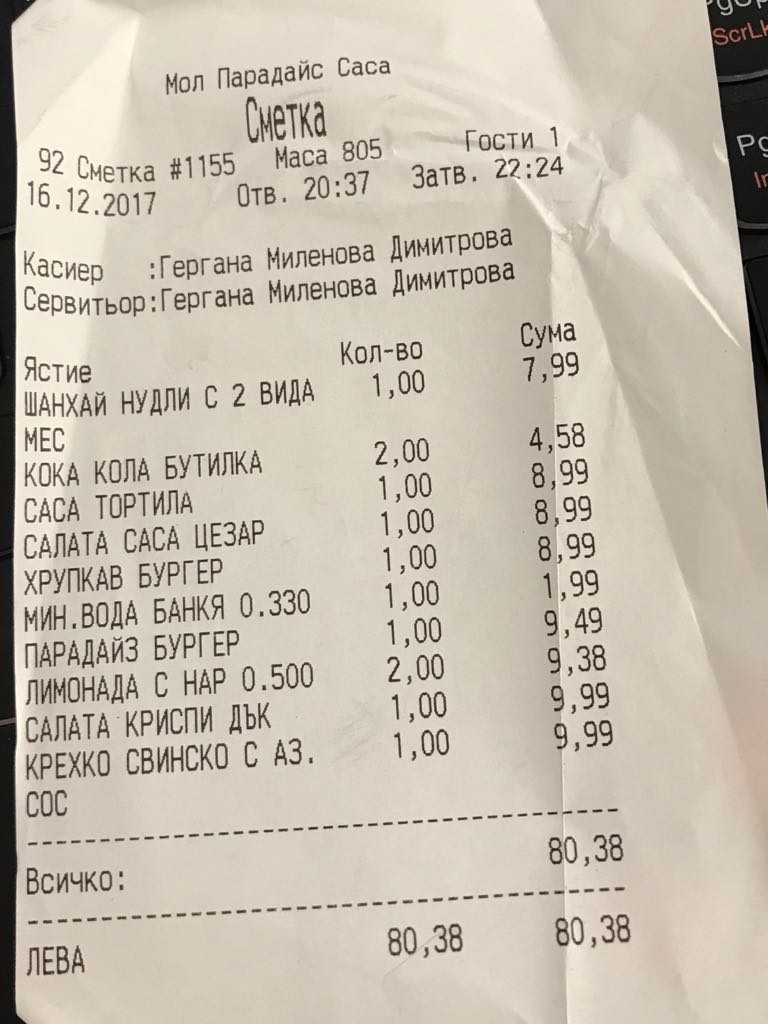 Мол Парадайс Саса
Сметка
92 Сметка #1155 Маса 805 Гости 1
16.12.2017 Отв. 20:37 Затв. 22:24
Касиер :Гергана Миленова Димитрова
Сервитьор:Гергана Миленова Димитрова
Ястие Кол-во Сума
ШАНХАЙ НУДЛИ С 2 ВИДА 1,00 7,99
МЕС
КОКА КОЛА БУТИЛКА 2,00 4,58
САСА ТОРТИЛА 1,00 8,99
САЛАТА САСА ЦЕЗАР 1,00 8,99
ХРУПКАВ БУРГЕР 1,00 8,99
МИН.ВОДА БАНКЯ 0.330 1,00 1,99
ПАРАДАЙЗ БУРГЕР 1,00 9,49
ЛИМОНАДА С НАР 0.500 2,00 9,38
САЛАТА КРИСПИ ДЪК 1,00 9,99
КРЕХКО СВИНСКО С АЗ. 1,00 9,99
СОС
Всичко: 80,38
ЛЕВА 80,38 80,38